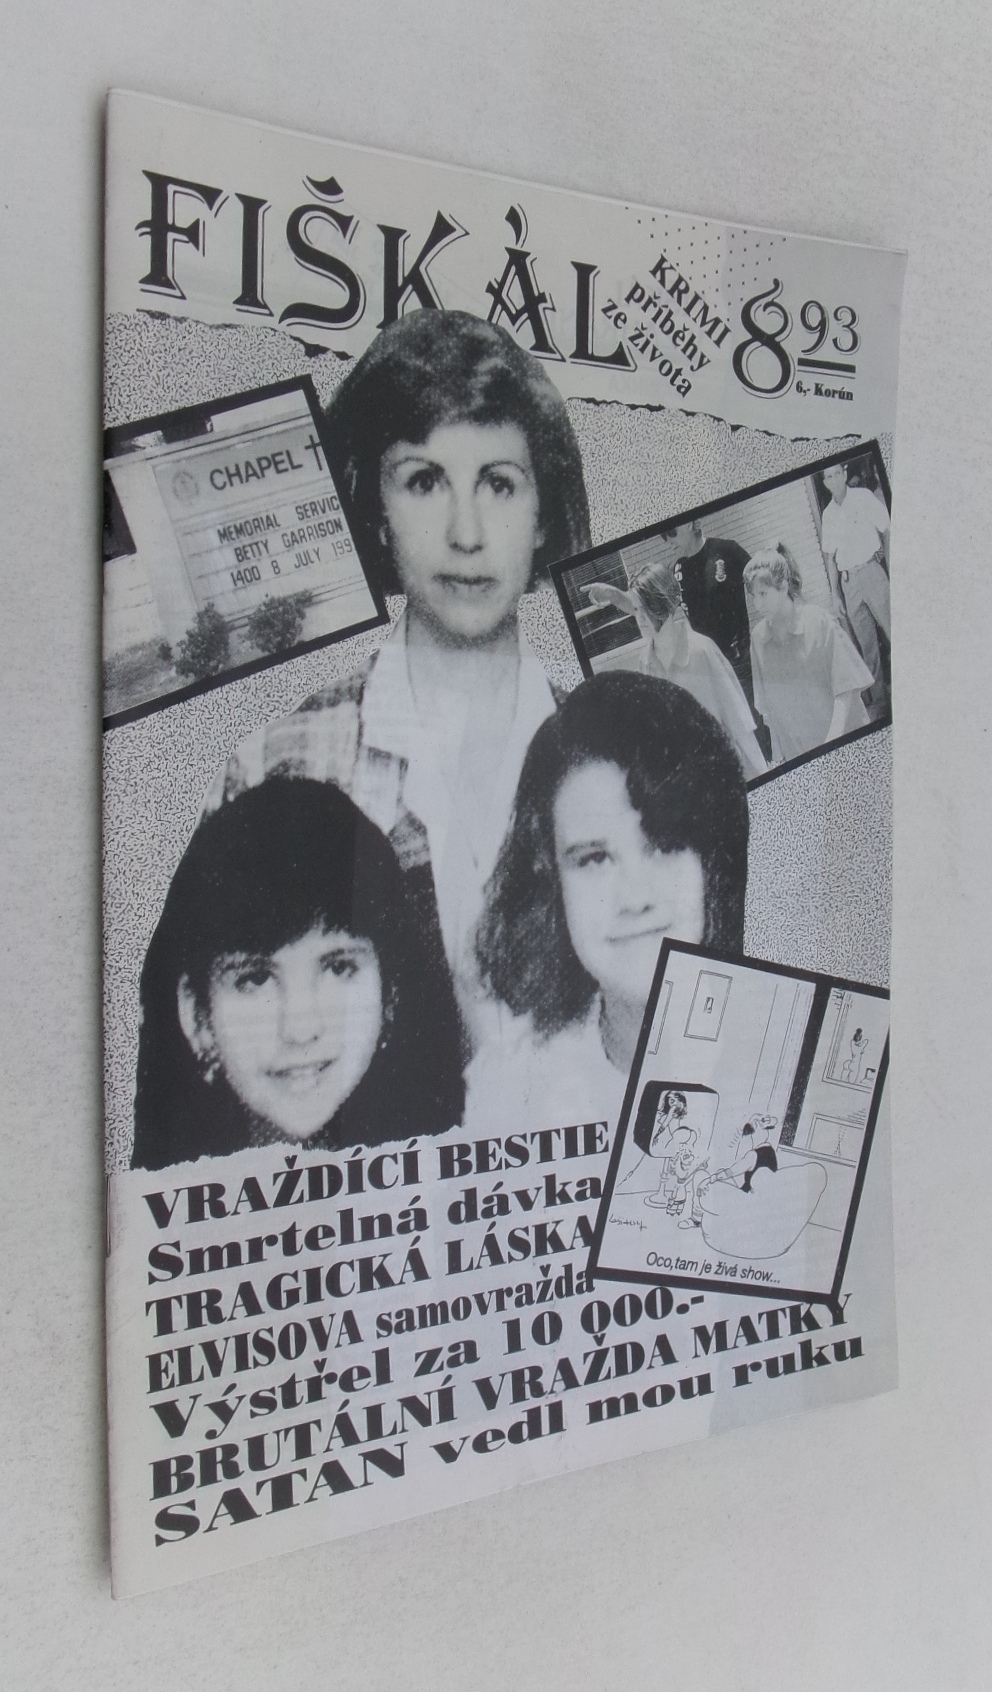 FIŠKÁL
KRIMI
příběhy
ze života
8 93
6,- Korún
CHAPEL
MEMORIAL SERVIC
BETTY GARRISON
1400 8 JULY 199
VRAŽDÍCÍ BESTIE
Smrtelná dávka
TRAGICKÁ LÁSKA
ELVISOVA samovražda
Výstřel za 10 000.-
BRUTÁLNÍ VRAŽDA MATKY
SATAN vedl mou ruku
Oco,tam je živá show...